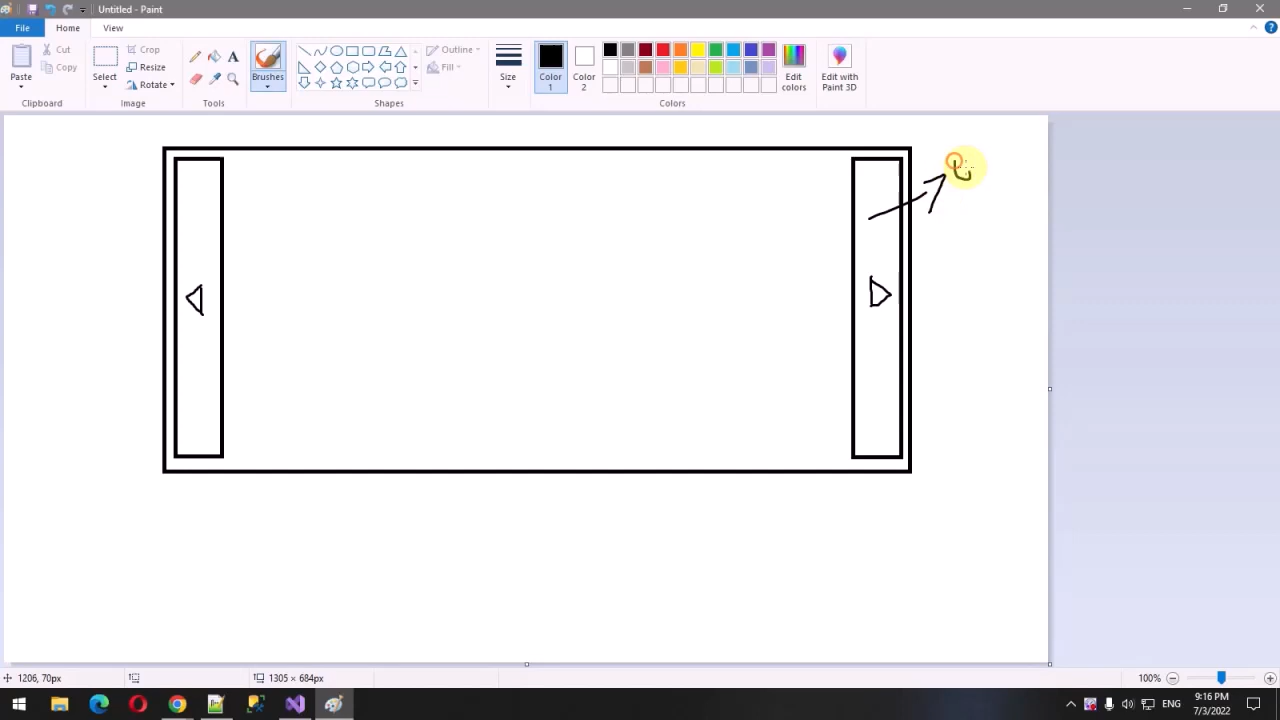 Untitled - Paint
File
Home
View
Paste
Cut
Copy
Clipboard
Select
Crop
Resize
Rotate
Image
Tools
Brushes
Outline
Fill
Shapes
Size
Color 1
Color 2
Edit colors
Colors
Edit with Paint 3D
1206, 70px
1305 × 684px
100%
ENG
9:16 PM
7/3/2022